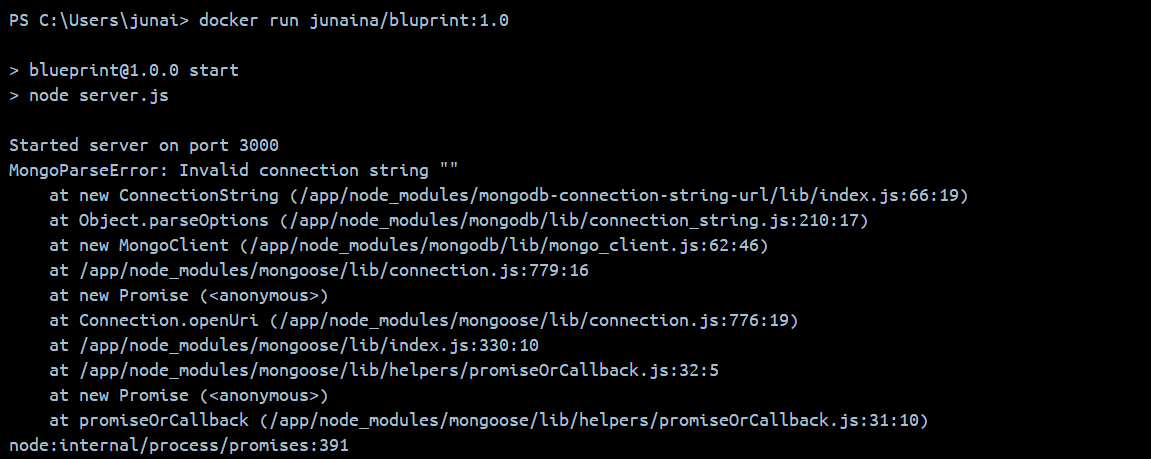 PS C:\Users\junai> docker run junaina/bluprint:1.0
> blueprint@1.0.0 start
> node server.js
Started server on port 3000
MongoParseError: Invalid connection string ""
    at new ConnectionString (/app/node_modules/mongodb-connection-string-url/lib/index.js:66:19)
    at Object.parseOptions (/app/node_modules/mongodb/lib/connection_string.js:210:17)
    at new MongoClient (/app/node_modules/mongodb/lib/mongo_client.js:62:46)
    at /app/node_modules/mongoose/lib/connection.js:779:16
    at new Promise (<anonymous>)
    at Connection.openUri (/app/node_modules/mongoose/lib/connection.js:776:19)
    at /app/node_modules/mongoose/lib/index.js:330:10
    at /app/node_modules/mongoose/lib/helpers/promiseOrCallback.js:32:5
    at new Promise (<anonymous>)
    at promiseOrCallback (/app/node_modules/mongoose/lib/helpers/promiseOrCallback.js:31:10)
node:internal/process/promises:391